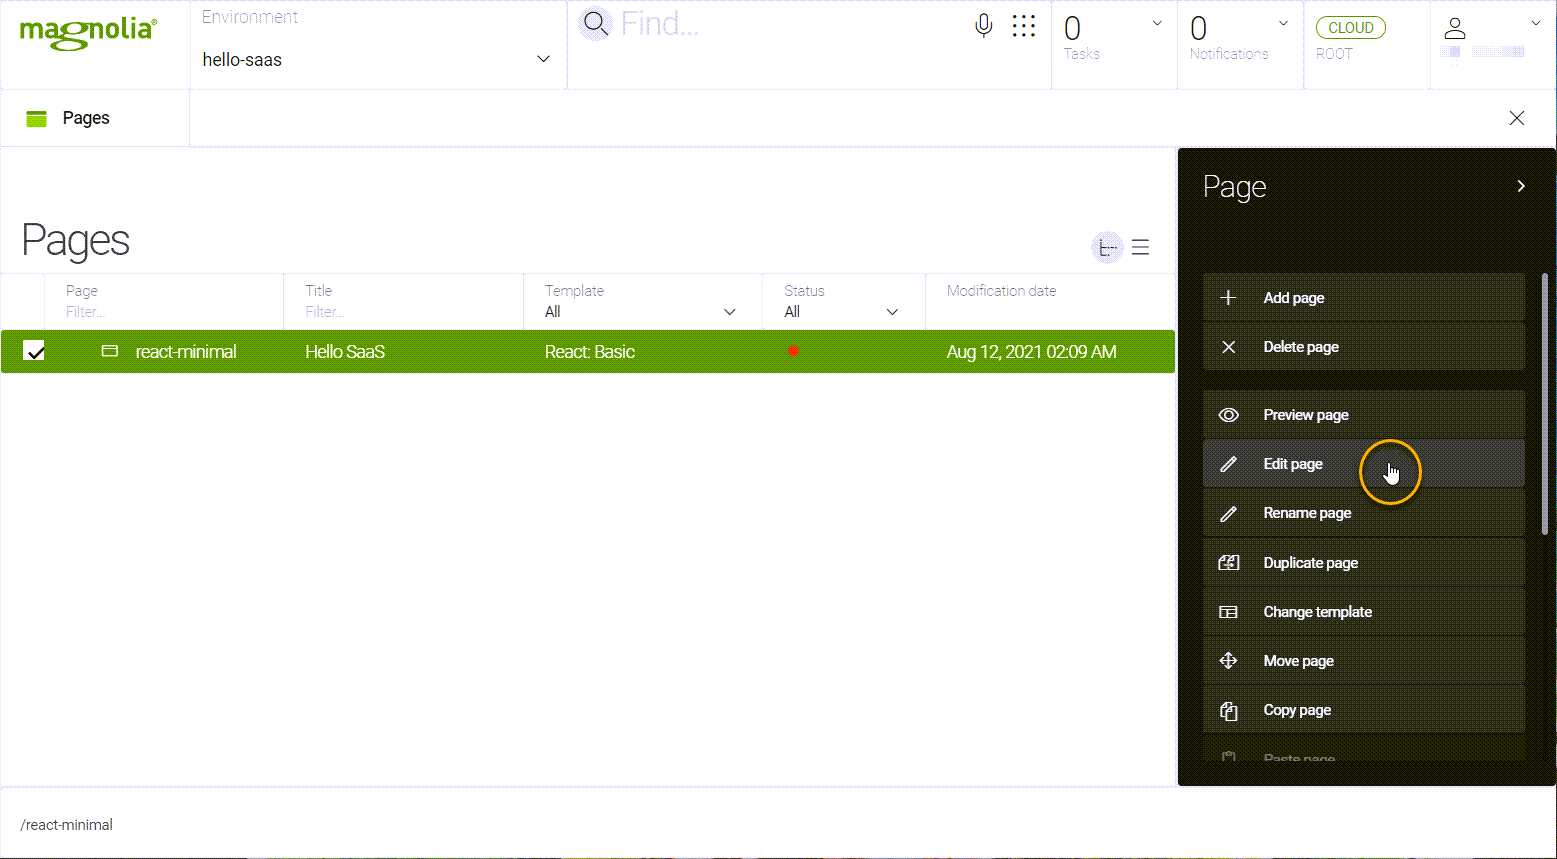 magnolia®
Environment
hello-saas
Find...
0
Tasks
0
Notifications
CLOUD
ROOT
Pages
Page
Pages
Page
Filter...
Title
Filter...
Template
All
Status
All
Modification date
react-minimal
Hello SaaS
React: Basic
Aug 12, 2021 02:09 AM
Add page
Delete page
Preview page
Edit page
Rename page
Duplicate page
Change template
Move page
Copy page
Paste page
/react-minimal